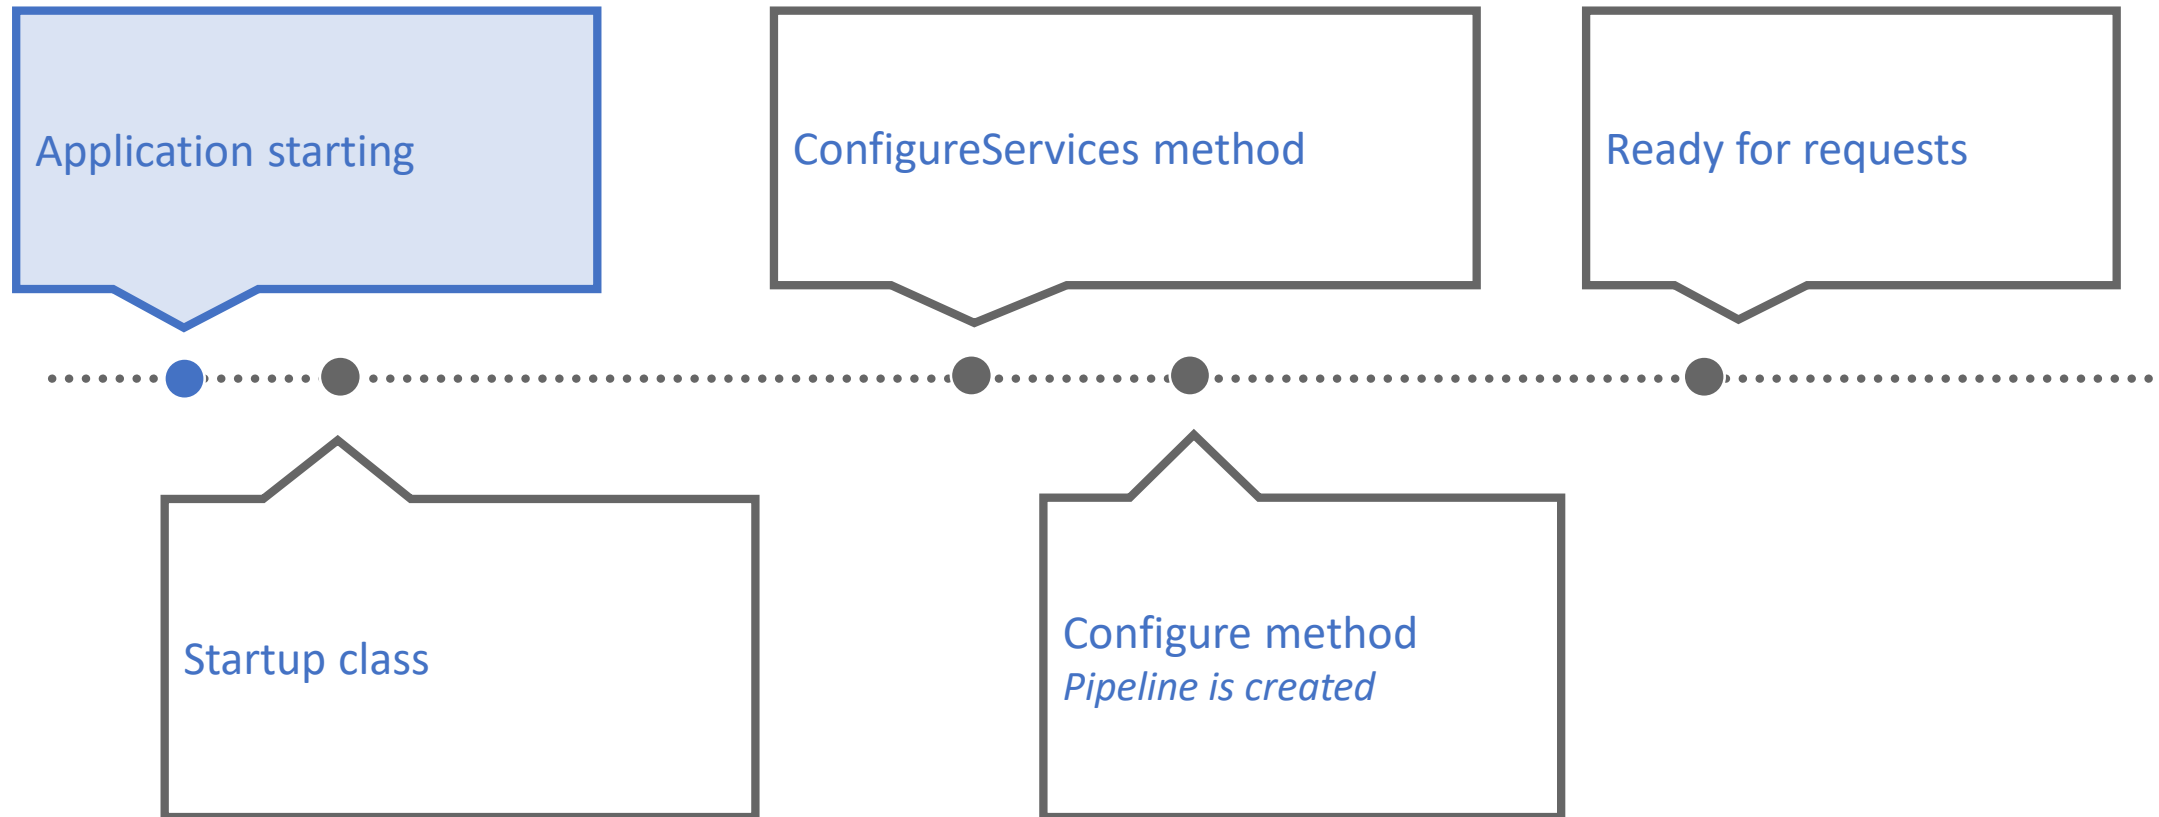 Application starting
ConfigureServices method
Ready for requests
Startup class
Configure method
Pipeline is created